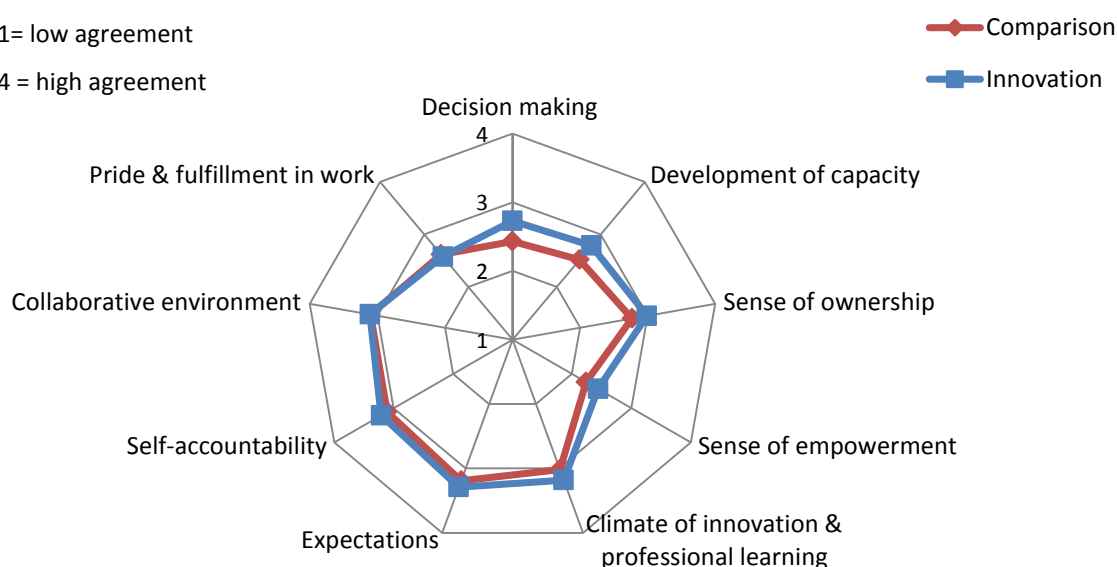 1= low agreement
4 = high agreement
Comparison
Innovation
Decision making
4
3
2
1
Development of capacity
Sense of ownership
Sense of empowerment
Climate of innovation &
professional learning
Expectations
Self-accountability
Collaborative environment
Pride & fulfillment in work